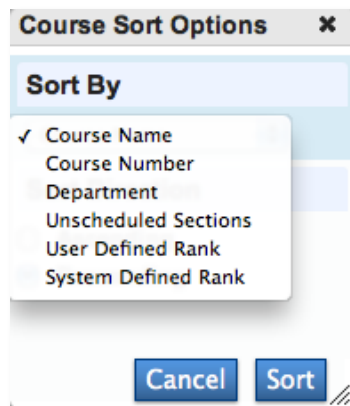 Course Sort Options ✖
Sort By
✓ Course Name
Course Number
Department
Unscheduled Sections
User Defined Rank
System Defined Rank
Cancel Sort